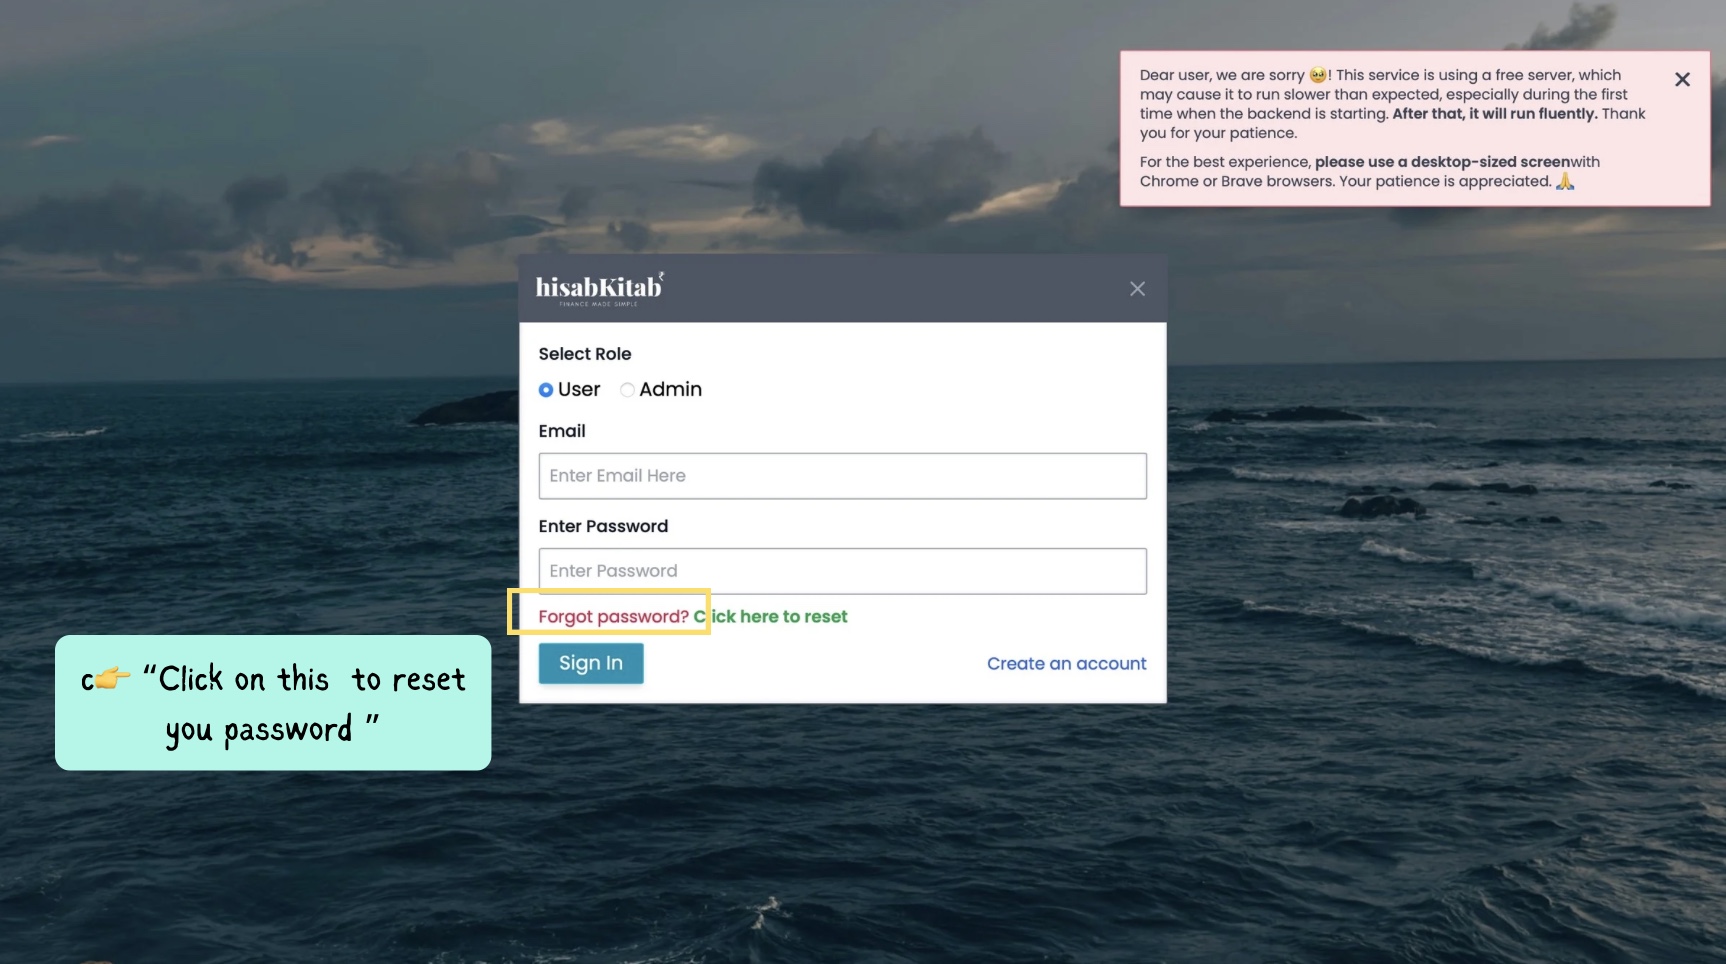 Dear user, we are sorry 🥹! This service is using a free server, which
may cause it to run slower than expected, especially during the first
time when the backend is starting. After that, it will run fluently. Thank
you for your patience.
For the best experience, please use a desktop-sized screenwith
Chrome or Brave browsers. Your patience is appreciated. 🙏
hisabKitab₹
FINANCE MADE SIMPLE
Select Role
User Admin
Email
Enter Email Here
Enter Password
Enter Password
Forgot password? Click here to reset
Sign In Create an account
c👉 “Click on this to reset
you password ”